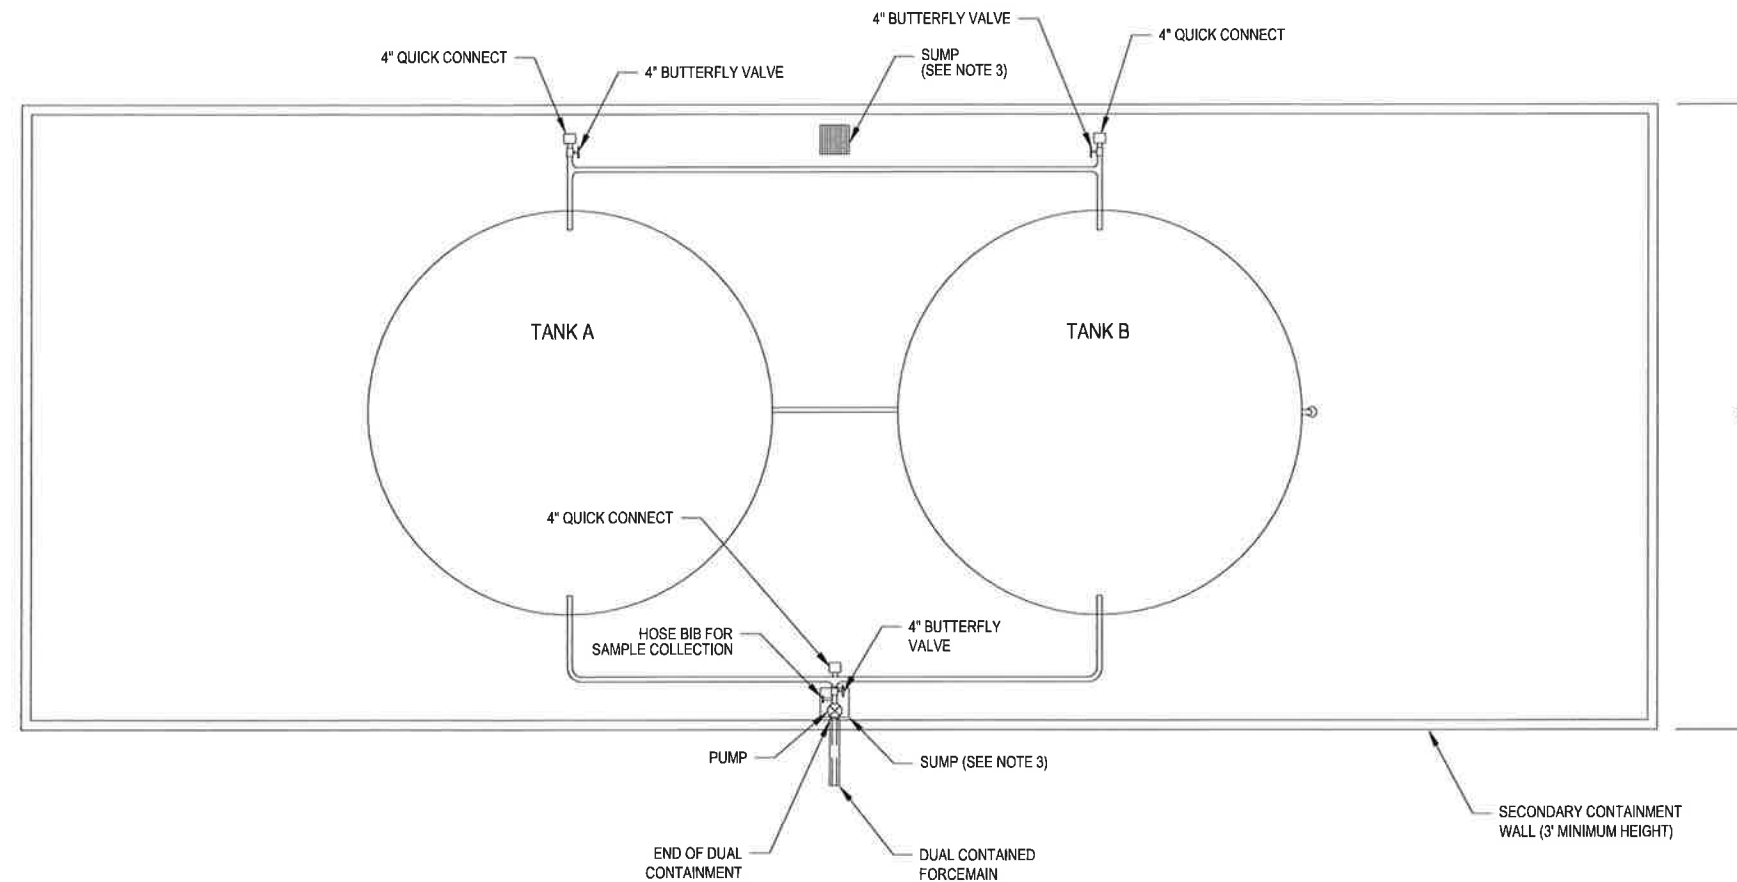 4" BUTTERFLY VALVE
4" QUICK CONNECT
4" QUICK CONNECT
4" BUTTERFLY VALVE
SUMP
(SEE NOTE 3)
TANK A
TANK B
4" QUICK CONNECT
HOSE BIB FOR
SAMPLE COLLECTION
4" BUTTERFLY
VALVE
PUMP
SUMP (SEE NOTE 3)
SECONDARY CONTAINMENT
WALL (3' MINIMUM HEIGHT)
END OF DUAL
CONTAINMENT
DUAL CONTAINED
FORCEMAIN